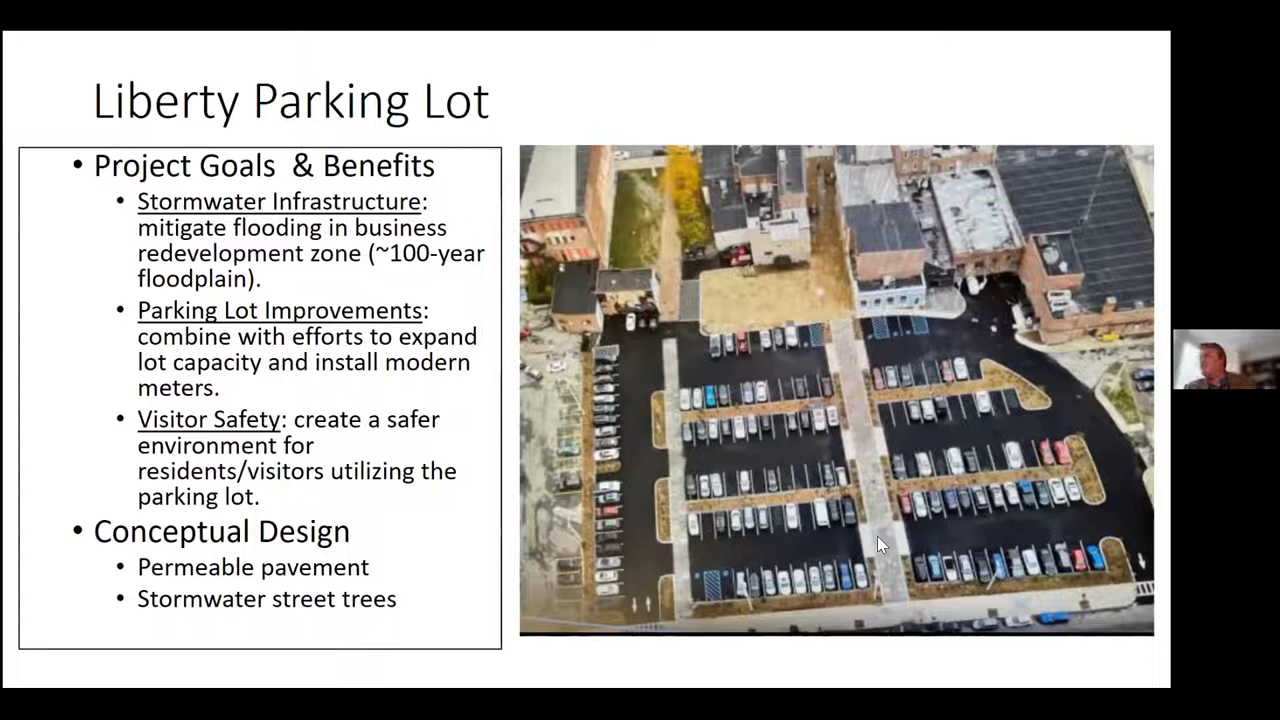 Liberty Parking Lot
• Project Goals & Benefits
• Stormwater Infrastructure:
mitigate flooding in business
redevelopment zone (~100-year
floodplain).
• Parking Lot Improvements:
combine with efforts to expand
lot capacity and install modern
meters.
• Visitor Safety: create a safer
environment for
residents/visitors utilizing the
parking lot.
• Conceptual Design
• Permeable pavement
• Stormwater street trees